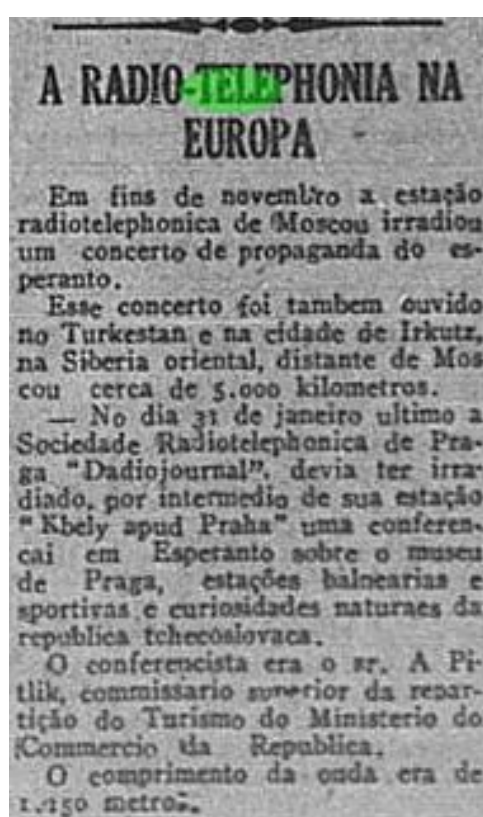 A RADIO-TELEPHONIA NA
EUROPA
Em fins de novembro a estação
radiotelephonica de Moscou irradiou
um concerto de propaganda do es-
peranto.
Esse concerto foi tambem ouvido
no Turkestan e na cidade de Irkutz,
na Siberia oriental, distante de Mos
cou cerca de 5.000 kilometros.
— No dia 31 de janeiro ultimo a
Sociedade Radiotelephonica de Pra-
ga "Dadiojournal", devia ter irra-
diado, por intermedio de sua estação
"Kbely apud Praha" uma conferen-
cai em Esperanto sobre o museu
de Praga, estações balnearias e
sportivas e curiosidades naturaes da
republica tchecoslovaca.
O conferencista era o sr. A Pi-
tlik, commissario superior da repar-
tição do Turismo do Ministerio do
Commercio da Republica.
O comprimento da onda era de
1.150 metros.